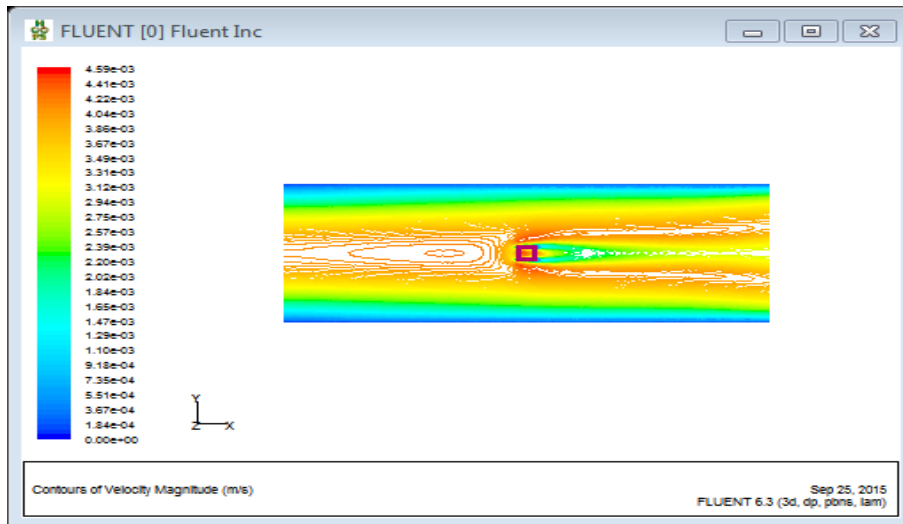 FLUENT [0] Fluent Inc
4.59e-03
4.41e-03
4.22e-03
4.04e-03
3.86e-03
3.67e-03
3.49e-03
3.31e-03
3.12e-03
2.94e-03
2.75e-03
2.57e-03
2.39e-03
2.20e-03
2.02e-03
1.84e-03
1.65e-03
1.47e-03
1.29e-03
1.10e-03
9.18e-04
7.35e-04
5.51e-04
3.67e-04
1.84e-04
0.00e+00
Y
Z X
Contours of Velocity Magnitude (m/s)
Sep 25, 2015
FLUENT 6.3 (3d, dp, pbns, lam)